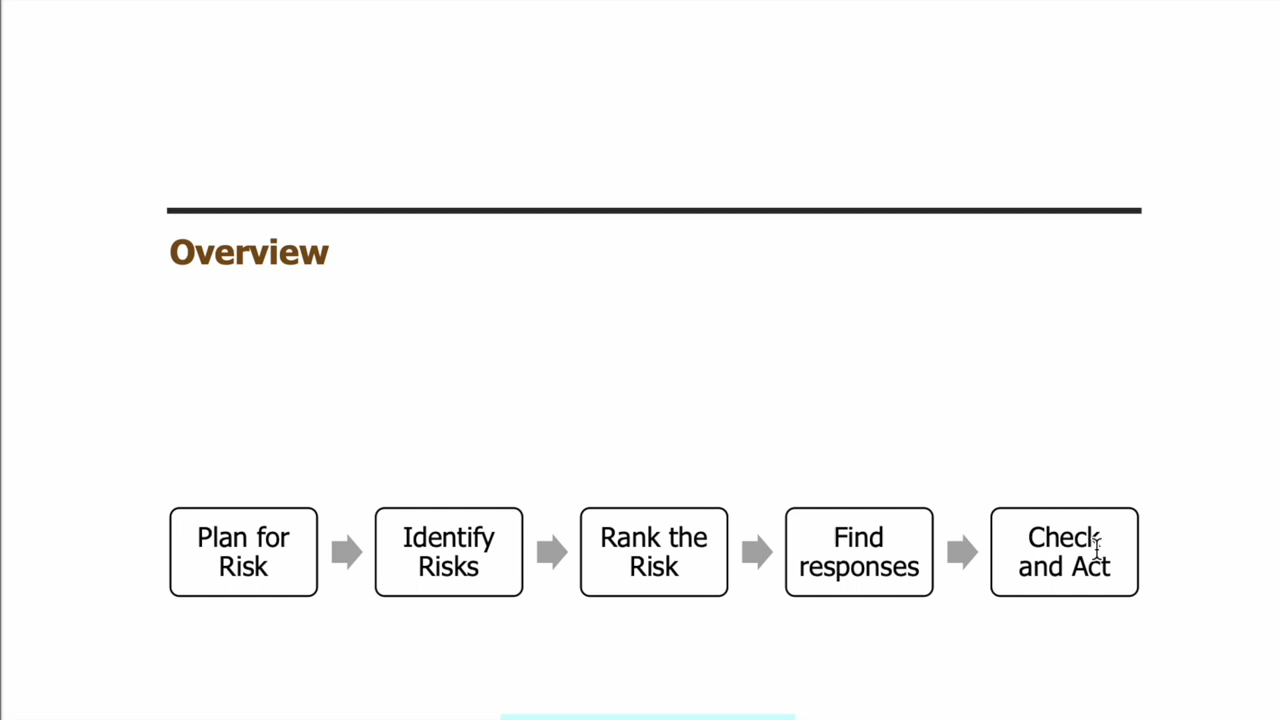 Overview
Plan for
Risk
Identify
Risks
Rank the
Risk
Find
responses
Check
and Act